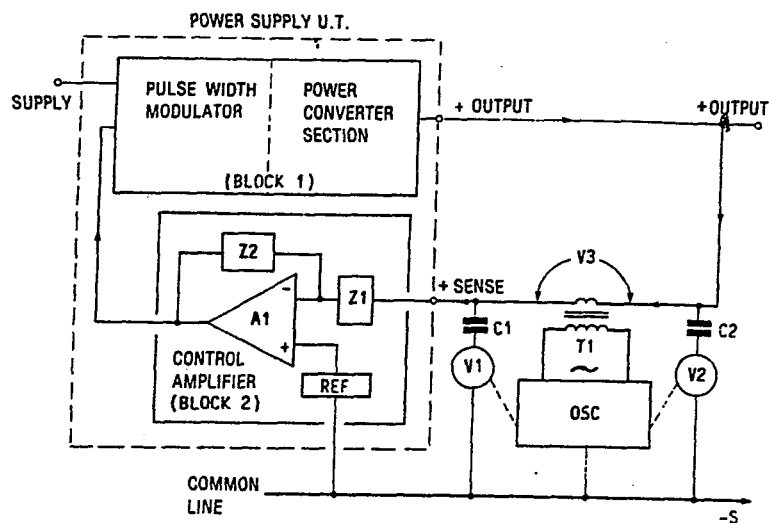 POWER SUPPLY U.T.
SUPPLY
PULSE WIDTH
MODULATOR
POWER
CONVERTER
SECTION
(BLOCK 1)
+ OUTPUT
+OUTPUT
Z2
Z1
A1
-
+
CONTROL
AMPLIFIER
(BLOCK 2)
REF
+ SENSE
V3
C1
C2
T1
V1
V2
~
OSC
COMMON
LINE
-S